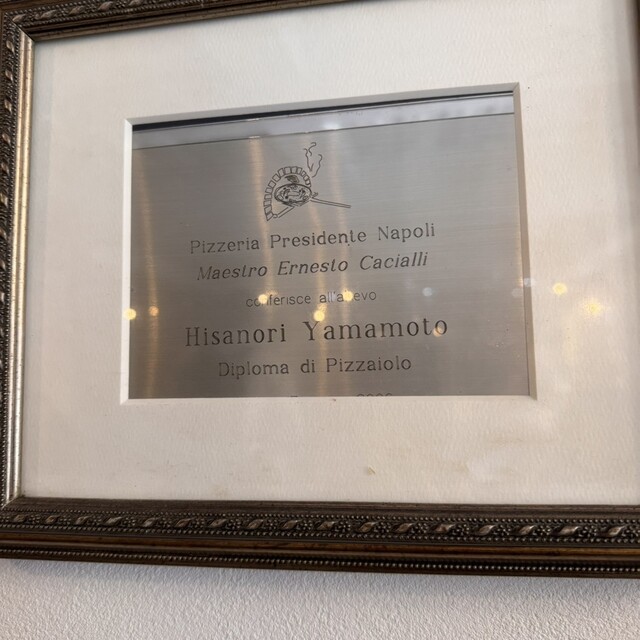 Pizzeria Presidente Napoli
Maestro Ernesto Cacialli
conferisce all'allievo
Hisanori Yamamoto
Diploma di Pizzaiolo